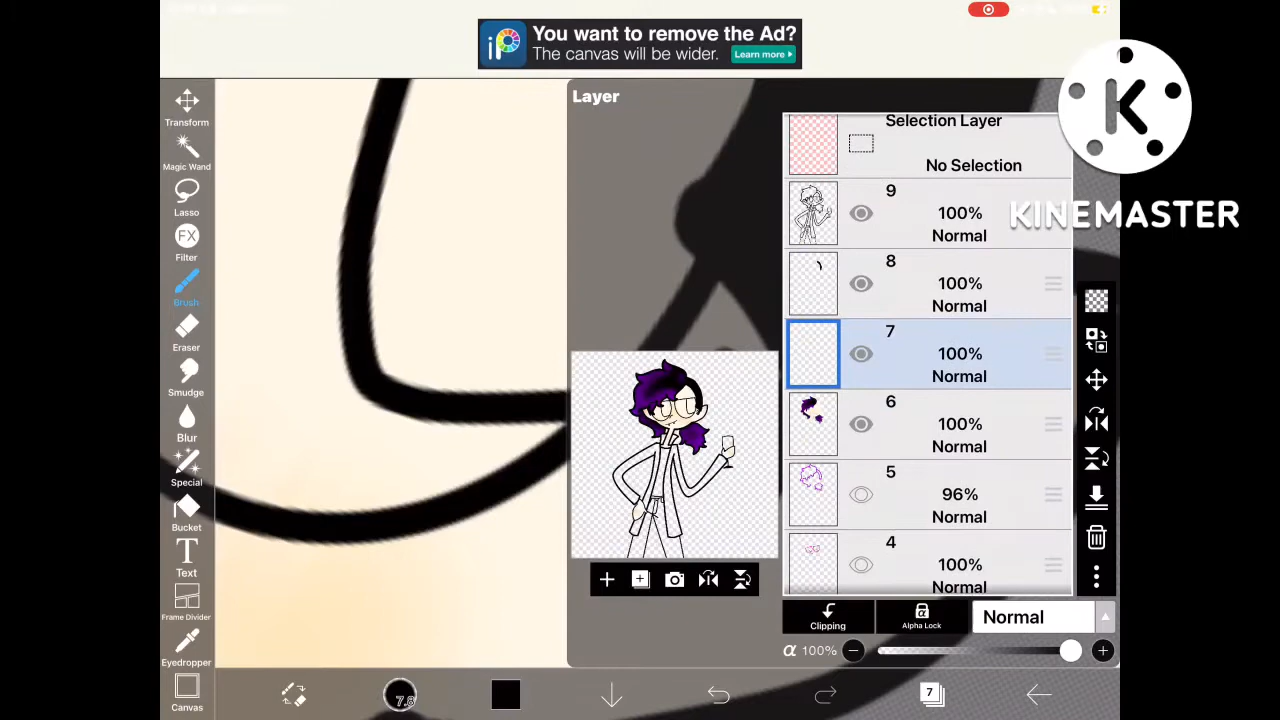 You want to remove the Ad?
The canvas will be wider.
Learn more
iP
Layer
Transform
Magic Wand
Lasso
FX
Filter
Brush
Eraser
Smudge
Blur
Special
Bucket
T
Text
Frame Divider
Eyedropper
Canvas
Selection Layer
No Selection
9
100%
Normal
8
100%
Normal
7
100%
Normal
6
100%
Normal
5
96%
Normal
4
100%
Normal
Clipping
Alpha Lock
Normal
α 100%
7.8
7
K
KINEMASTER